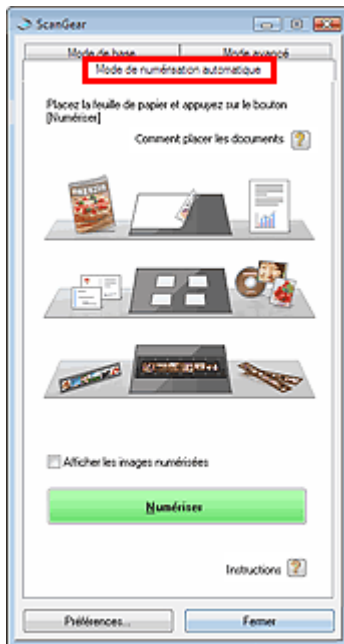 ScanGear
Mode de base Mode avancé
Mode de numérisation automatique
Placez la feuille de papier et appuyez sur le bouton
[Numériser]
Comment placer les documents
Afficher les images numérisées
Numériser
Instructions
Préférences...
Fermer